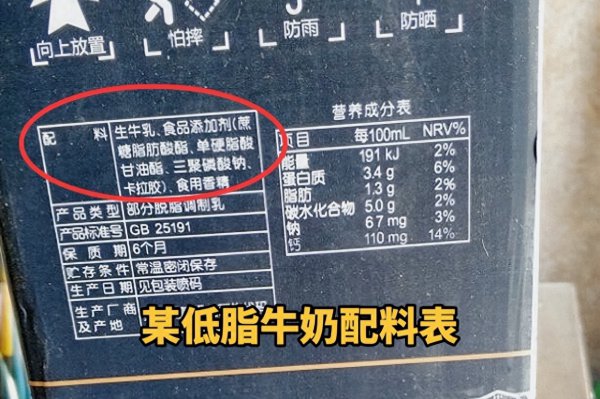 向上放置 怕摔 防雨 防晒
配 料 生牛乳、食品添加剂(蔗
糖脂肪酸酯、单硬脂酸
甘油酯、三聚磷酸钠、
卡拉胶)、食用香精
产品类型 部分脱脂调制乳
产品标准号 GB 25191
保质期 6个月
贮存条件 常温密闭保存
生产日期 见包装喷码
生产厂商
及产地
营养成分表
项目 每100mL NRV%
能量 191 kJ 2%
蛋白质 3.4 g 6%
脂肪 1.3 g 2%
碳水化合物 5.0 g 2%
钠 67 mg 3%
钙 110 mg 14%
某低脂牛奶配料表